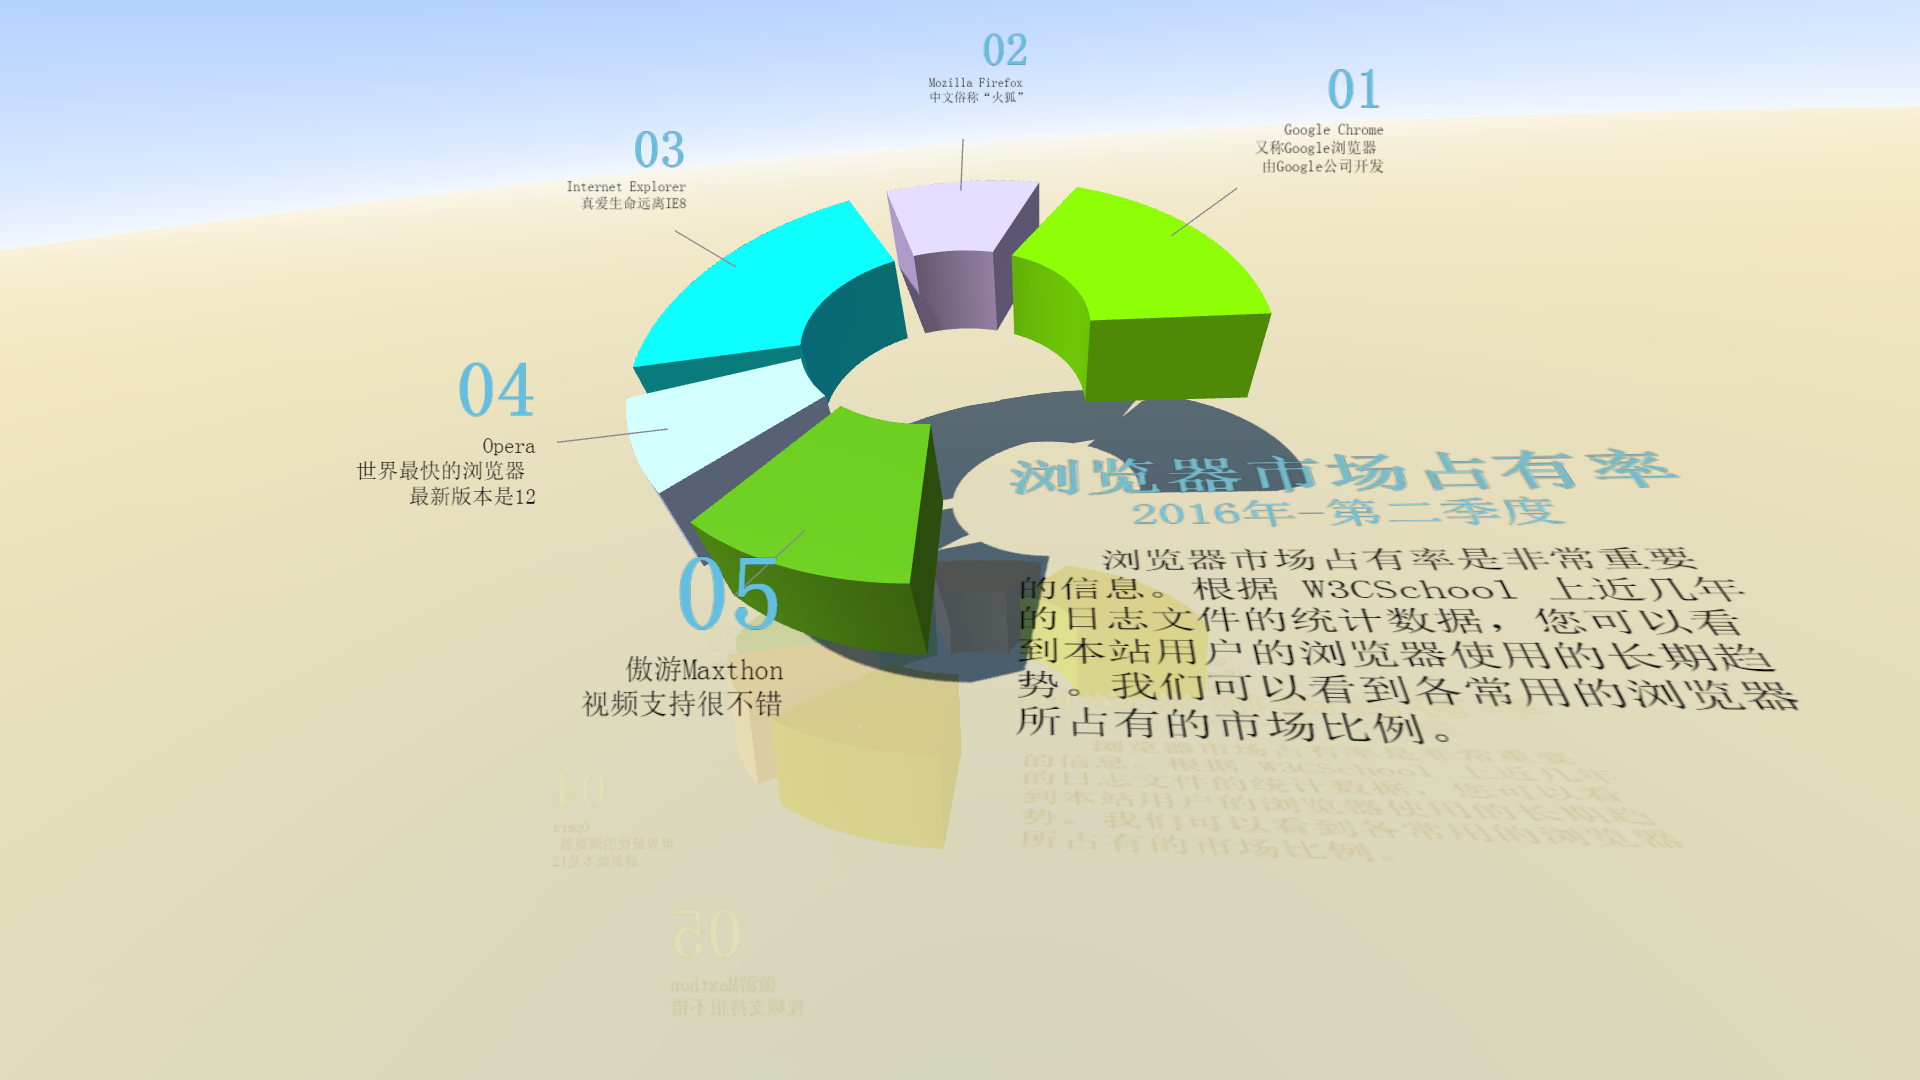 02
Mozilla Firefox
中文俗称“火狐”
01
Google Chrome
又称Google浏览器
由Google公司开发
03
Internet Explorer
真爱生命远离IE8
04
Opera
世界最快的浏览器
最新版本是12
05
傲游Maxthon
视频支持很不错
浏览器市场占有率
2016年-第二季度
浏览器市场占有率是非常重要
的信息。根据 W3CSchool 上近几年
的日志文件的统计数据，您可以看
到本站用户的浏览器使用的长期趋
势。我们可以看到各常用的浏览器
所占有的市场比例。